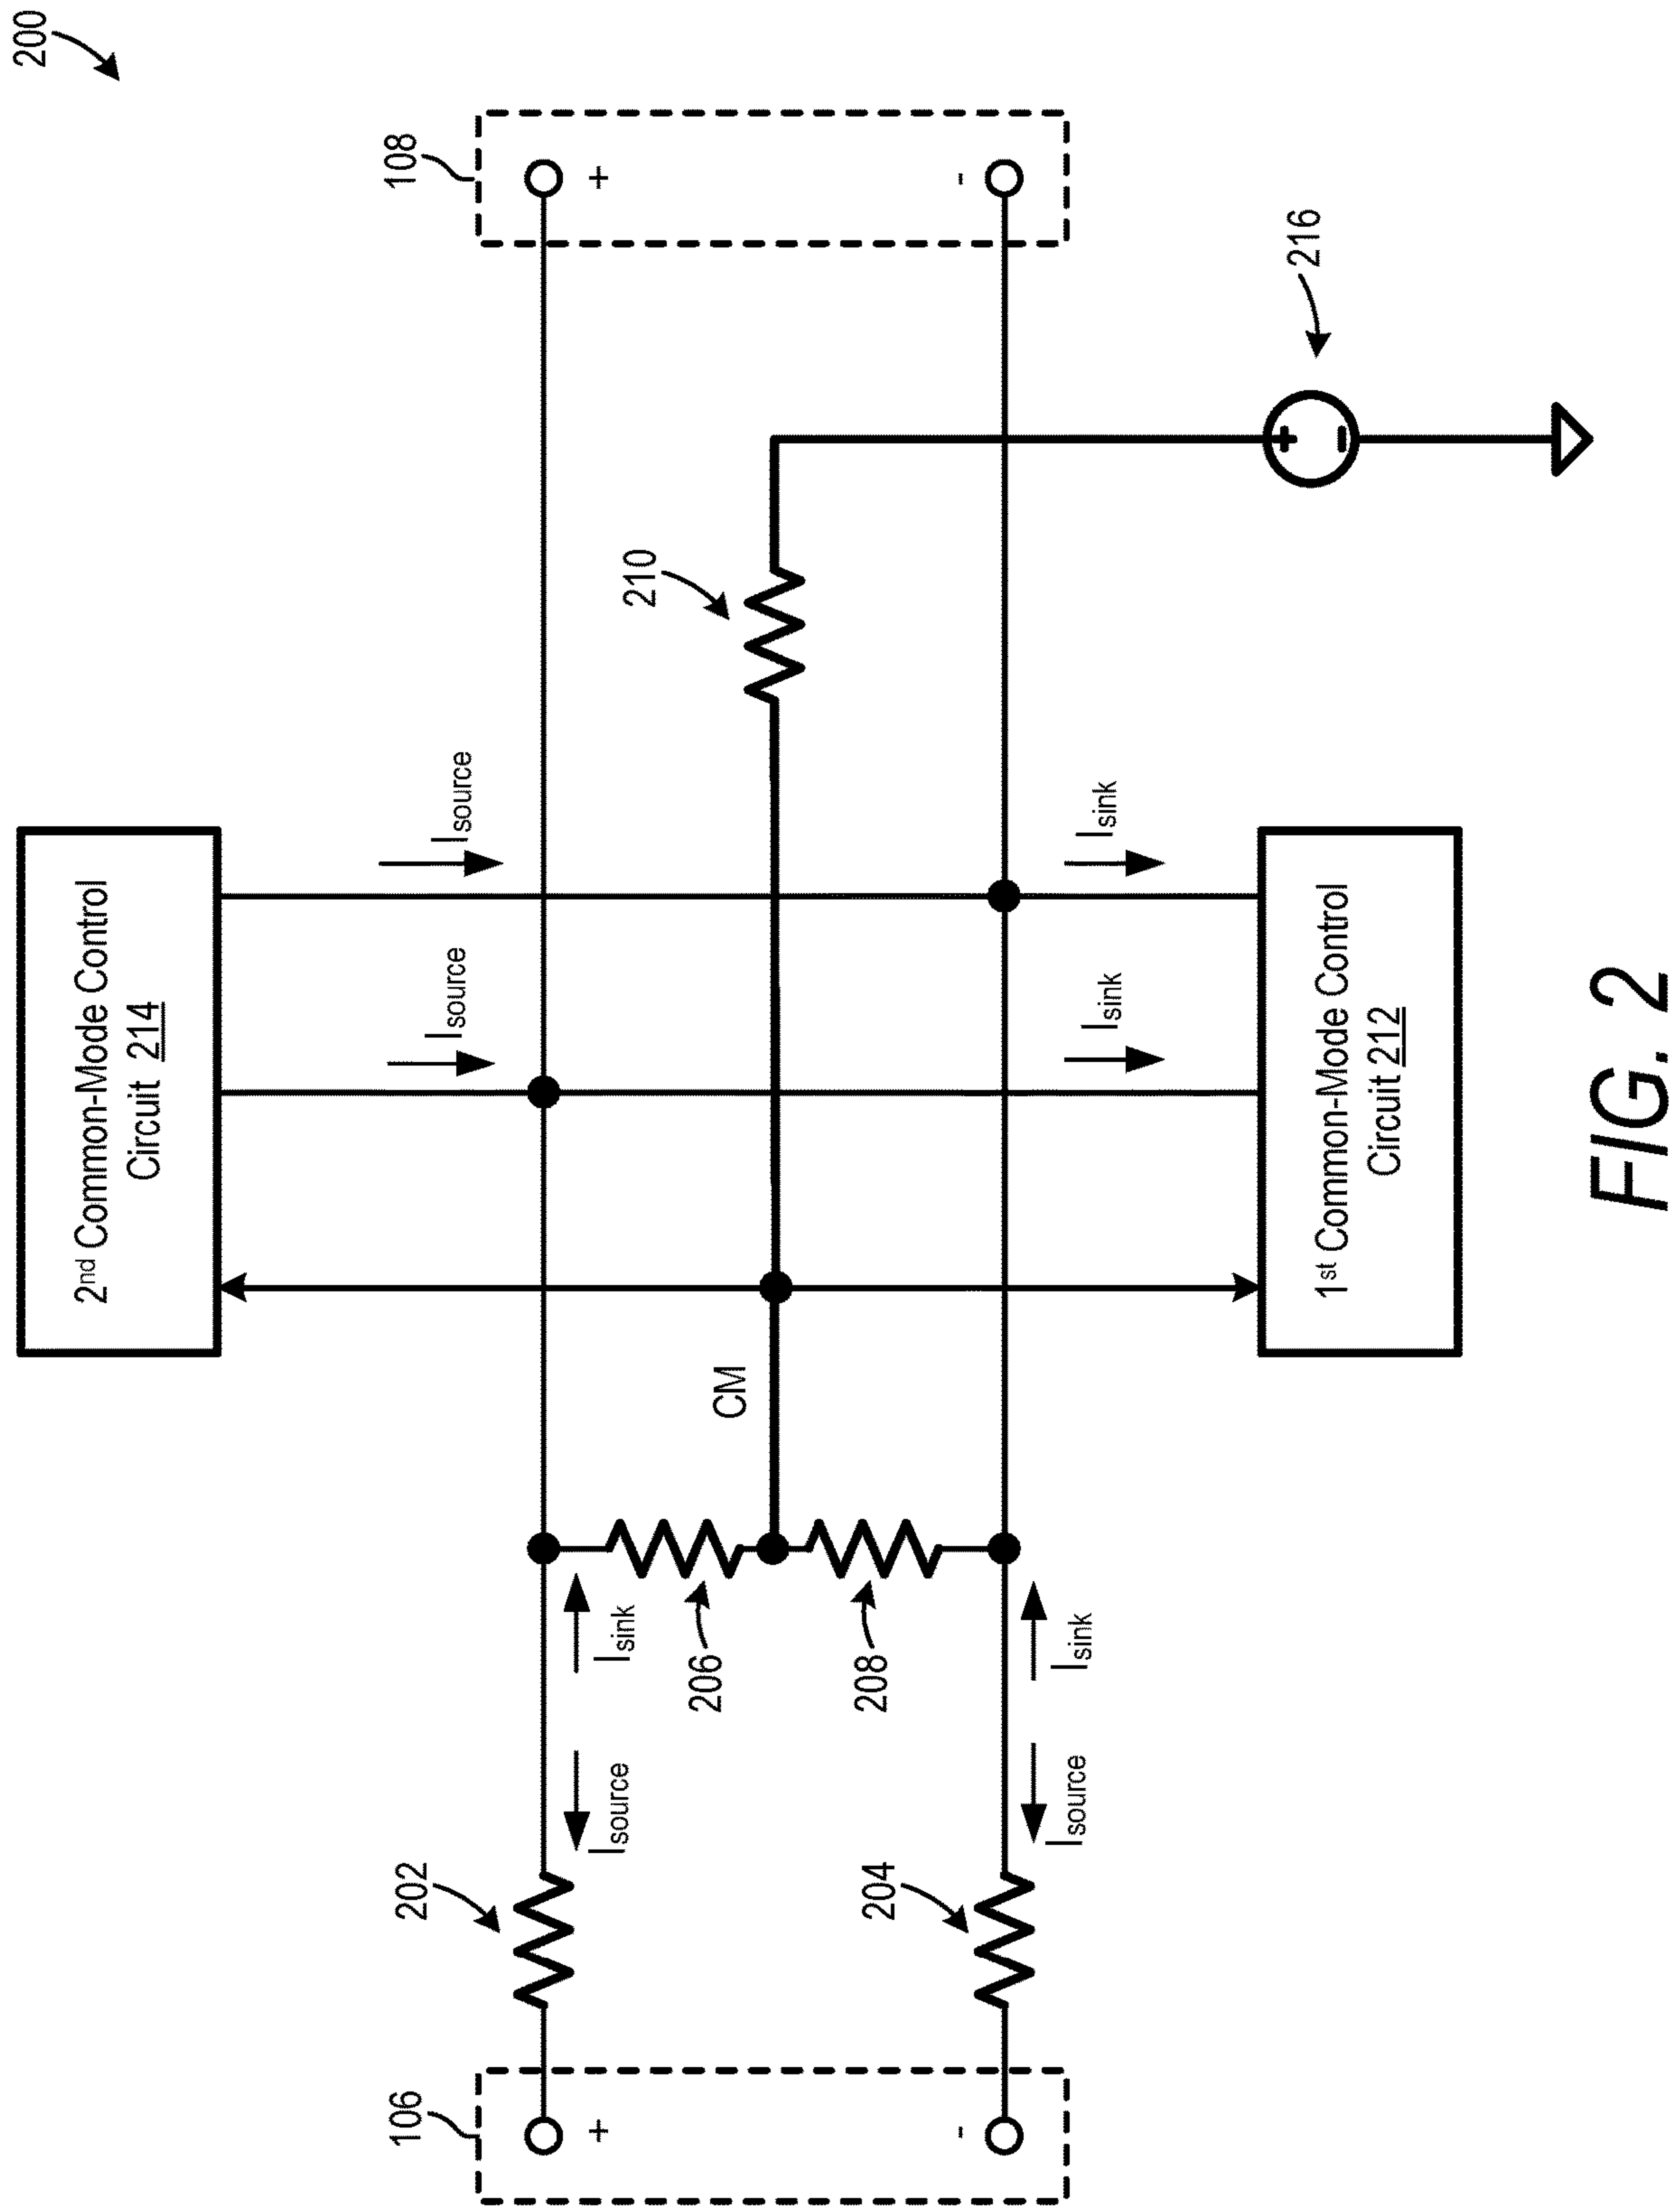 200
2nd Common-Mode Control
Circuit 214
108
+
-
Isource
Isource
210
216
CM
Isink
Isink
Isink
Isource
206
208
Isink
Isource
202
204
106
+
-
+
-
1st Common-Mode Control
Circuit 212
FIG. 2